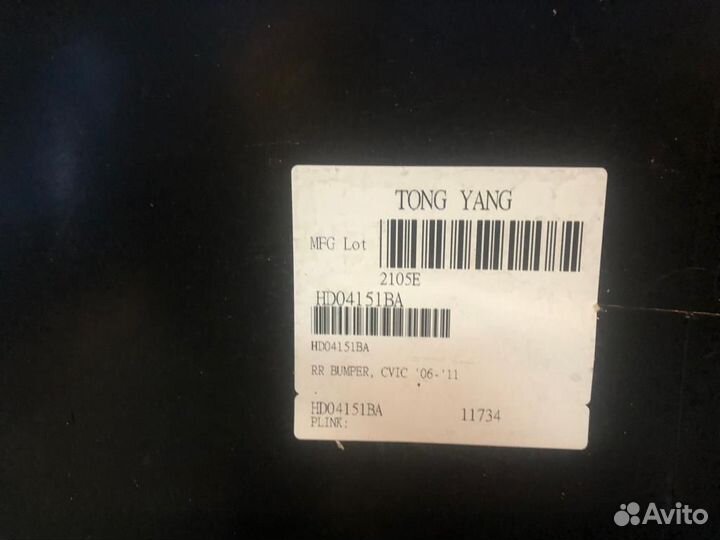 TONG YANG
MFG Lot
2105E
HD04151BA
HD04151BA
RR BUMPER, CVIC '06-'11
HD04151BA 11734
PLINK:
Avito